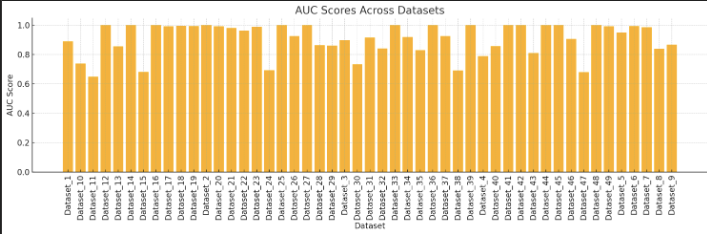 AUC Scores Across Datasets
AUC Score
1.0
0.8
0.6
0.4
0.2
0.0
Dataset_1
Dataset_10
Dataset_11
Dataset_12
Dataset_13
Dataset_14
Dataset_15
Dataset_16
Dataset_17
Dataset_18
Dataset_19
Dataset_2
Dataset_20
Dataset_21
Dataset_22
Dataset_23
Dataset_24
Dataset_25
Dataset_26
Dataset_27
Dataset_28
Dataset_29
Dataset_3
Dataset_30
Dataset_31
Dataset_32
Dataset_33
Dataset_34
Dataset_35
Dataset_36
Dataset_37
Dataset_38
Dataset_39
Dataset_4
Dataset_40
Dataset_41
Dataset_42
Dataset_43
Dataset_44
Dataset_45
Dataset_46
Dataset_47
Dataset_48
Dataset_49
Dataset_5
Dataset_6
Dataset_7
Dataset_8
Dataset_9
Dataset